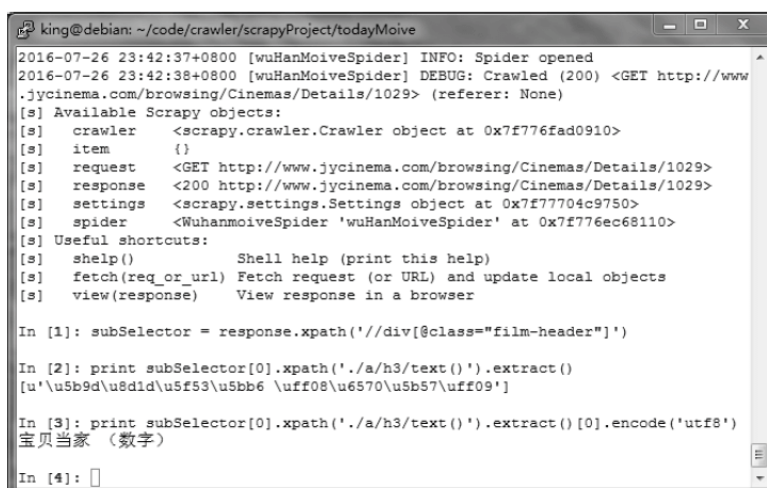 king@debian: ~/code/crawler/scrapyProject/todayMoive
2016-07-26 23:42:37+0800 [wuHanMoiveSpider] INFO: Spider opened
2016-07-26 23:42:38+0800 [wuHanMoiveSpider] DEBUG: Crawled (200) <GET http://www
.jycinema.com/browsing/Cinemas/Details/1029> (referer: None)
[s] Available Scrapy objects:
[s]   crawler    <scrapy.crawler.Crawler object at 0x7f776fad0910>
[s]   item       {}
[s]   request    <GET http://www.jycinema.com/browsing/Cinemas/Details/1029>
[s]   response   <200 http://www.jycinema.com/browsing/Cinemas/Details/1029>
[s]   settings   <scrapy.settings.Settings object at 0x7f77704c9750>
[s]   spider     <WuhanmoiveSpider 'wuHanMoiveSpider' at 0x7f776ec68110>
[s] Useful shortcuts:
[s]   shelp()           Shell help (print this help)
[s]   fetch(req_or_url) Fetch request (or URL) and update local objects
[s]   view(response)    View response in a browser
In [1]: subSelector = response.xpath('//div[@class="film-header"]')
In [2]: print subSelector[0].xpath('./a/h3/text()').extract()
[u'\u5b9d\u8d1d\u5f53\u5bb6 \uff08\u6570\u5b57\uff09']
In [3]: print subSelector[0].xpath('./a/h3/text()').extract()[0].encode('utf8')
宝贝当家 （数字）
In [4]: